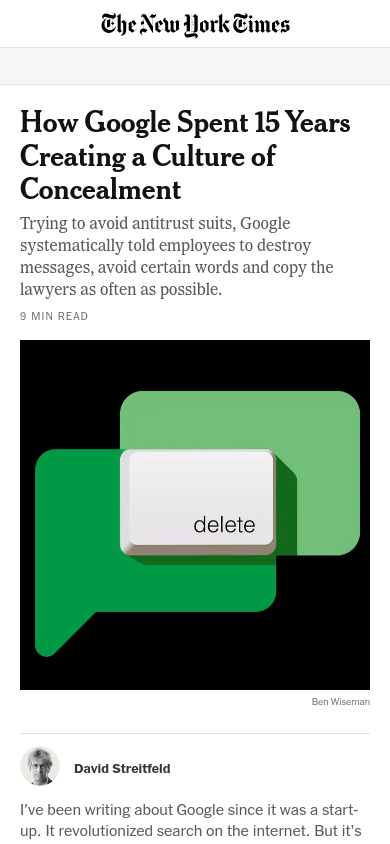 The New York Times
How Google Spent 15 Years
Creating a Culture of
Concealment
Trying to avoid antitrust suits, Google
systematically told employees to destroy
messages, avoid certain words and copy the
lawyers as often as possible.
9 MIN READ
delete
Ben Wiseman
David Streitfeld
I've been writing about Google since it was a start-
up. It revolutionized search on the internet. But it's